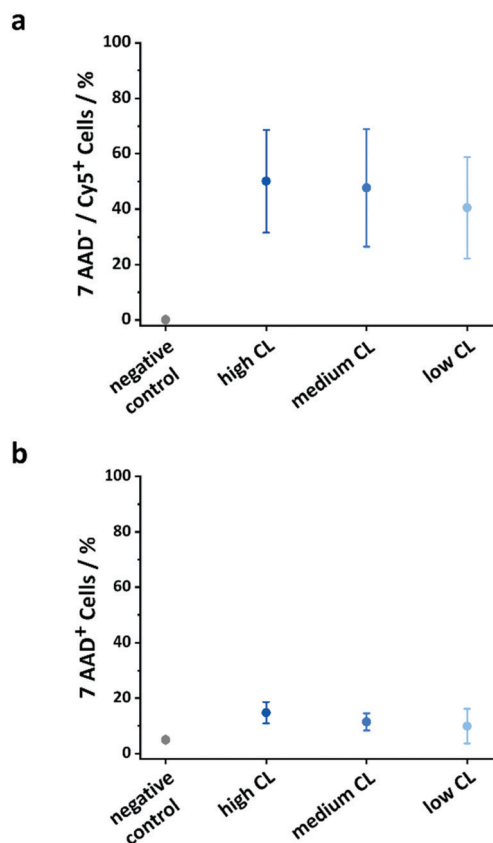 a
7 AAD⁻ / Cy5⁺ Cells / %
100
80
60
40
20
0
negative
control
high CL
medium CL
low CL
b
7 AAD⁺ Cells / %
100
80
60
40
20
0
negative
control
high CL
medium CL
low CL